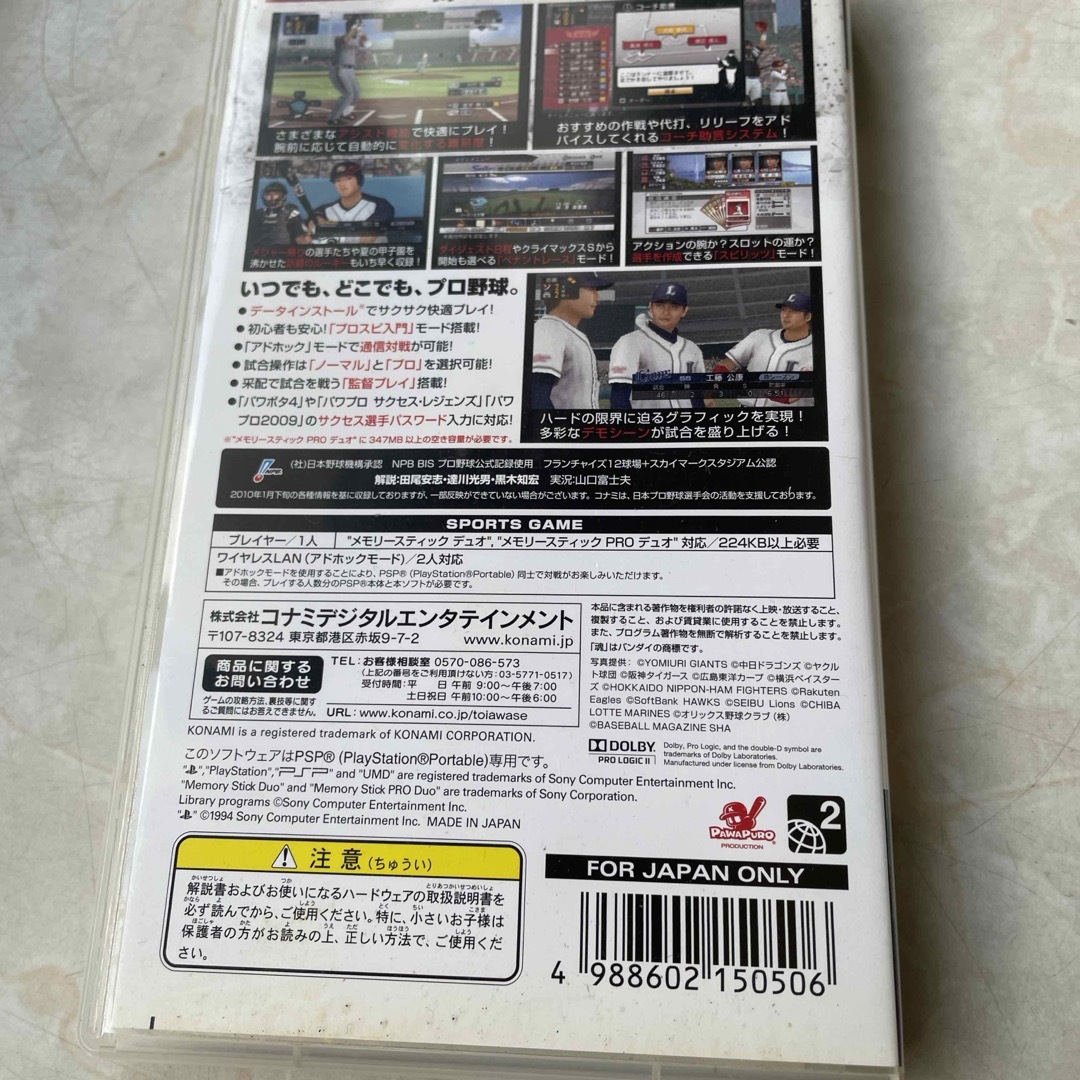 コーチ助言
さまざまなアシスト機能で快適にプレイ!
腕前に応じて自動的に変化する難易度!
おすすめの作戦や代打、リリーフをアド
バイスしてくれるコーチ助言システム!
メジャー帰りの選手たちや夏の甲子園を
沸かせた話題のルーキーもいち早く収録!
ダイジェスト日程やクライマックスSから
開始も選べる「ペナントレース」モード!
アクションの腕か?スロットの運か?
選手を作成できる「スピリッツ」モード!
いつでも、どこでも、プロ野球。
●データインストール※でサクサク快適プレイ!
●初心者も安心!「プロスピ入門」モード搭載!
●「アドホック」モードで通信対戦が可能!
●試合操作は「ノーマル」と「プロ」を選択可能!
●采配で試合を戦う「監督プレイ」搭載!
●「パワポタ4」や「パワプロ サクセス・レジェンズ」「パワ
プロ2009」のサクセス選手パスワード入力に対応!
※"メモリースティック PRO デュオ"に 347MB 以上の空き容量が必要です。
55 工藤 公康
ハードの限界に迫るグラフィックを実現!
多彩なデモシーンが試合を盛り上げる!
(社)日本野球機構承認 NPB BIS プロ野球公式記録使用 フランチャイズ12球場+スカイマークスタジアム公認
解説:田尾安志・達川光男・黒木知宏 実況:山口富士夫
2010年1月下旬の各種情報を基に収録しておりますが、一部反映ができていない場合がございます。コナミは、日本プロ野球選手会の活動を支援しております。
SPORTS GAME
プレイヤー/1人 "メモリースティック デュオ", "メモリースティック PRO デュオ" 対応/224KB以上必要
ワイヤレスLAN(アドホックモード)/2人対応
■アドホックモードを使用することにより、PSP®(PlayStation®Portable)同士で対戦がお楽しみいただけます。
その場合、プレイする人数分のPSP®本体と本ソフトが必要です。
株式会社コナミデジタルエンタテインメント
〒107-8324 東京都港区赤坂9-7-2 www.konami.jp
商品に関する
お問い合わせ
ゲームの攻略方法、裏技等に関す
るご質問にはお答えできません。
TEL:お客様相談室 0570-086-573
(上記の番号をご利用頂けない方:03-5771-0517)
受付時間:平日 午前 9:00〜午後7:00
土日祝日 午前10:00〜午後6:00
URL:www.konami.co.jp/toiawase
KONAMI is a registered trademark of KONAMI CORPORATION.
本品に含まれる著作物を権利者の許諾なく上映・放送すること、
複製すること、および賃貸業に使用することを禁止します。
また、プログラム著作物を無断で解析することを禁止します。
「魂」はバンダイの商標です。
写真提供:©YOMIURI GIANTS ©中日ドラゴンズ ©ヤクル
ト球団 ©阪神タイガース ©広島東洋カープ ©横浜ベイスター
ズ ©HOKKAIDO NIPPON-HAM FIGHTERS ©Rakuten
Eagles ©SoftBank HAWKS ©SEIBU Lions ©CHIBA
LOTTE MARINES ©オリックス野球クラブ(株)
©BASEBALL MAGAZINE SHA
DOLBY
PRO LOGIC II
Dolby, Pro Logic, and the double-D symbol are
trademarks of Dolby Laboratories.
Manufactured under license from Dolby Laboratories.
このソフトウェアはPSP®(PlayStation®Portable)専用です。
"PS", "PlayStation", "PSP" and "UMD" are registered trademarks of Sony Computer Entertainment Inc.
"Memory Stick Duo" and "Memory Stick PRO Duo" are trademarks of Sony Corporation.
Library programs ©Sony Computer Entertainment Inc.
"PS" ©1994 Sony Computer Entertainment Inc. MADE IN JAPAN
PAWAPURO
PRODUCTION
2
FOR JAPAN ONLY
注意(ちゅうい)
解説書およびお使いになるハードウェアの取扱説明書を
必ず読んでから、ご使用ください。特に、小さいお子様は
保護者の方がお読みの上、正しい方法で、ご使用くだ
さい。
4 988602 150506